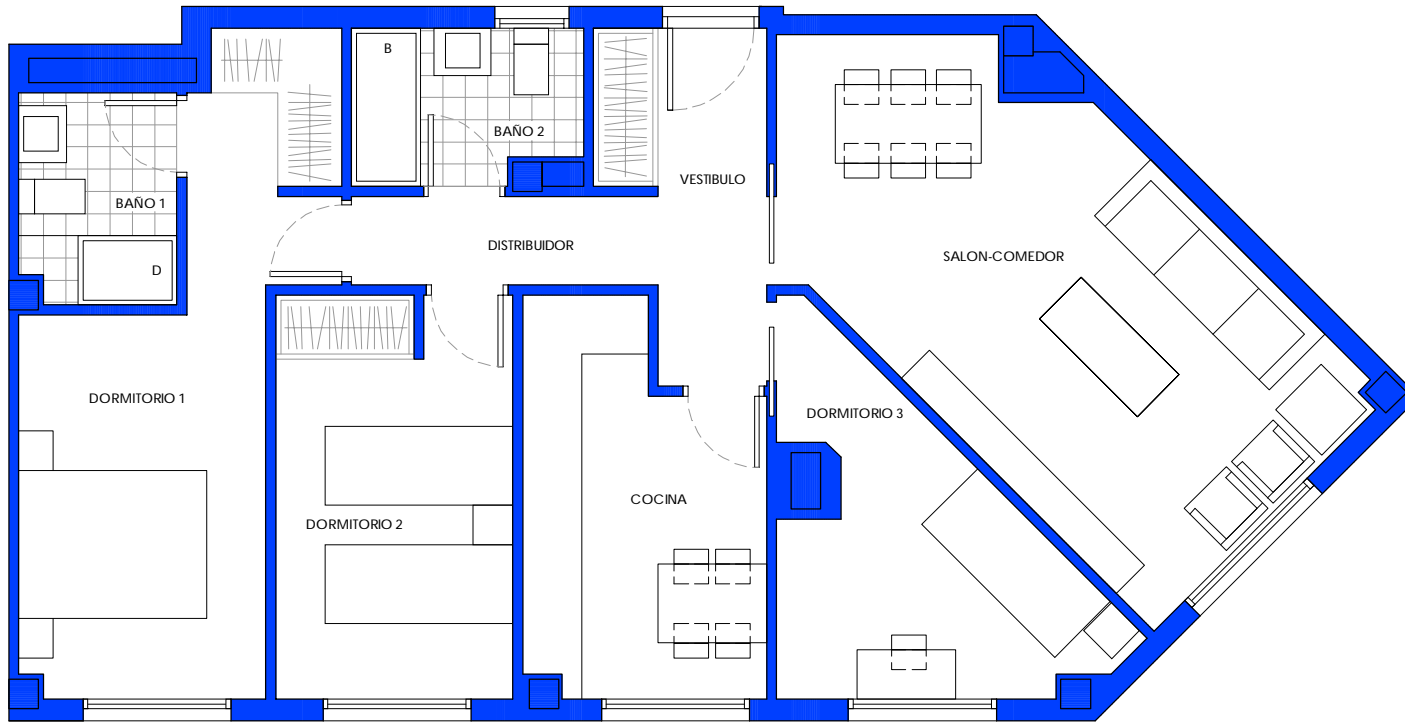 B
BAÑO 2
VESTIBULO
BAÑO 1
DISTRIBUIDOR
SALON-COMEDOR
D
DORMITORIO 1
DORMITORIO 3
COCINA
DORMITORIO 2